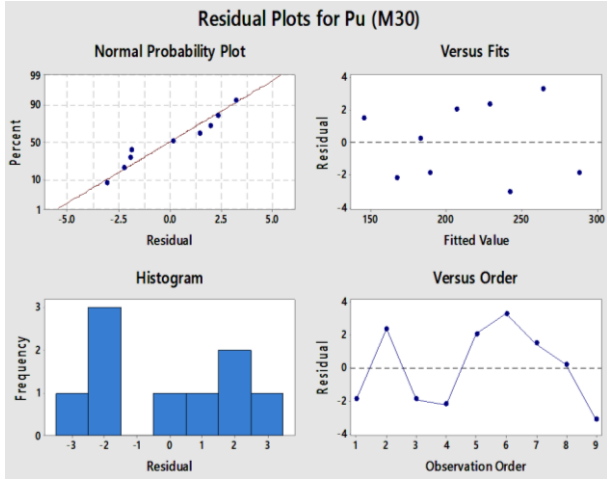 Residual Plots for Pu (M30)
Normal Probability Plot
99
90
50
10
1
Percent
-5.0 -2.5 0.0 2.5 5.0
Residual
Versus Fits
4
2
0
-2
-4
Residual
150 200 250 300
Fitted Value
Histogram
3
2
1
0
Frequency
-3 -2 -1 0 1 2 3
Residual
Versus Order
4
2
0
-2
-4
Residual
1 2 3 4 5 6 7 8 9
Observation Order